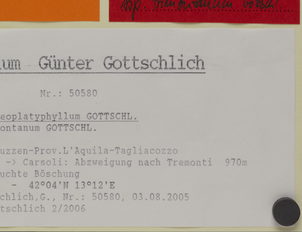 um Günter Gottschlich
Nr.: 50580
eoplatyphyllum GOTTSCHL.
ontanum GOTTSCHL.
uzzen-Prov.L'Aquila-Tagliacozzo
-> Carsoli: Abzweigung nach Tremonti 970m
uchte Böschung
- 42°04'N 13°12'E
chlich,G., Nr.: 50580, 03.08.2005
tschlich 2/2006